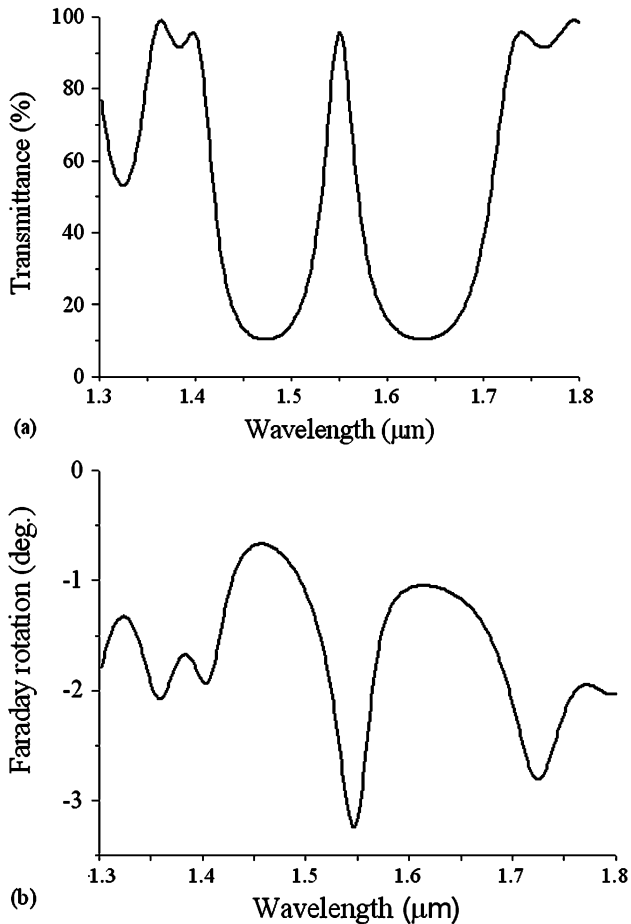 100
80
60
40
20
0
Transmittance (%)
1.3 1.4 1.5 1.6 1.7 1.8
(a) Wavelength (μm)
0
-1
-2
-3
Faraday rotation (deg.)
1.3 1.4 1.5 1.6 1.7 1.8
(b) Wavelength (μm)